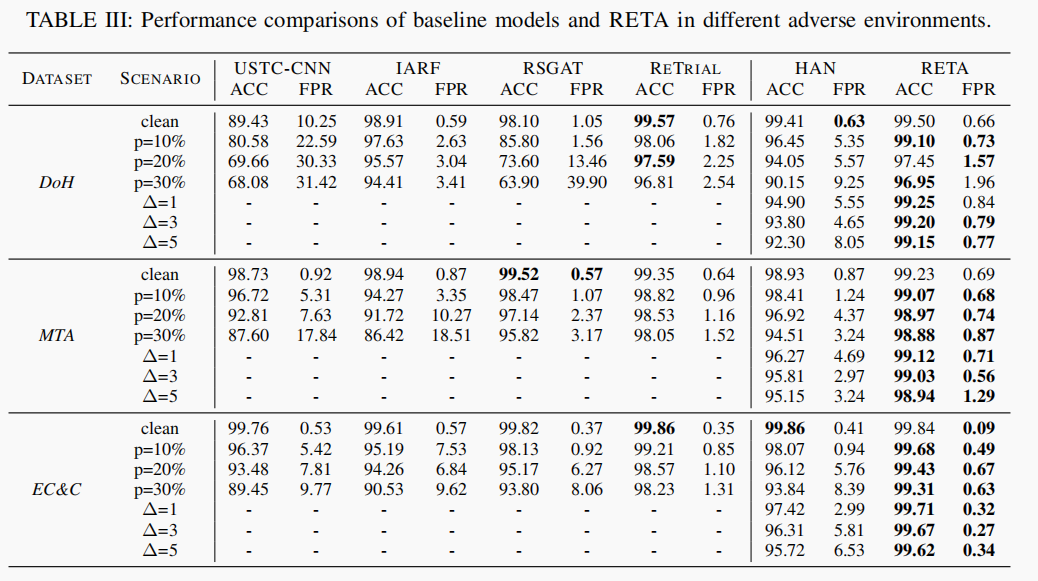 TABLE III: Performance comparisons of baseline models and RETA in different adverse environments.
DATASET SCENARIO USTC-CNN IARF RSGAT RETRIAL HAN RETA
ACC FPR ACC FPR ACC FPR ACC FPR ACC FPR ACC FPR
clean 89.43 10.25 98.91 0.59 98.10 1.05 99.57 0.76 99.41 0.63 99.50 0.66
p=10% 80.58 22.59 97.63 2.63 85.80 1.56 98.06 1.82 96.45 5.35 99.10 0.73
p=20% 69.66 30.33 95.57 3.04 73.60 13.46 97.59 2.25 94.05 5.57 97.45 1.57
DoH p=30% 68.08 31.42 94.41 3.41 63.90 39.90 96.81 2.54 90.15 9.25 96.95 1.96
Δ=1 - - - - - - - - 94.90 5.55 99.25 0.84
Δ=3 - - - - - - - - 93.80 4.65 99.20 0.79
Δ=5 - - - - - - - - 92.30 8.05 99.15 0.77
clean 98.73 0.92 98.94 0.87 99.52 0.57 99.35 0.64 98.93 0.87 99.23 0.69
p=10% 96.72 5.31 94.27 3.35 98.47 1.07 98.82 0.96 98.41 1.24 99.07 0.68
p=20% 92.81 7.63 91.72 10.27 97.14 2.37 98.53 1.16 96.92 4.37 98.97 0.74
MTA p=30% 87.60 17.84 86.42 18.51 95.82 3.17 98.05 1.52 94.51 3.24 98.88 0.87
Δ=1 - - - - - - - - 96.27 4.69 99.12 0.71
Δ=3 - - - - - - - - 95.81 2.97 99.03 0.56
Δ=5 - - - - - - - - 95.15 3.24 98.94 1.29
clean 99.76 0.53 99.61 0.57 99.82 0.37 99.86 0.35 99.86 0.41 99.84 0.09
p=10% 96.37 5.42 95.19 7.53 98.13 0.92 99.21 0.85 98.07 0.94 99.68 0.49
p=20% 93.48 7.81 94.26 6.84 95.17 6.27 98.57 1.10 96.12 5.76 99.43 0.67
EC&C p=30% 89.45 9.77 90.53 9.62 93.80 8.06 98.23 1.31 93.84 8.39 99.31 0.63
Δ=1 - - - - - - - - 97.42 2.99 99.71 0.32
Δ=3 - - - - - - - - 96.31 5.81 99.67 0.27
Δ=5 - - - - - - - - 95.72 6.53 99.62 0.34